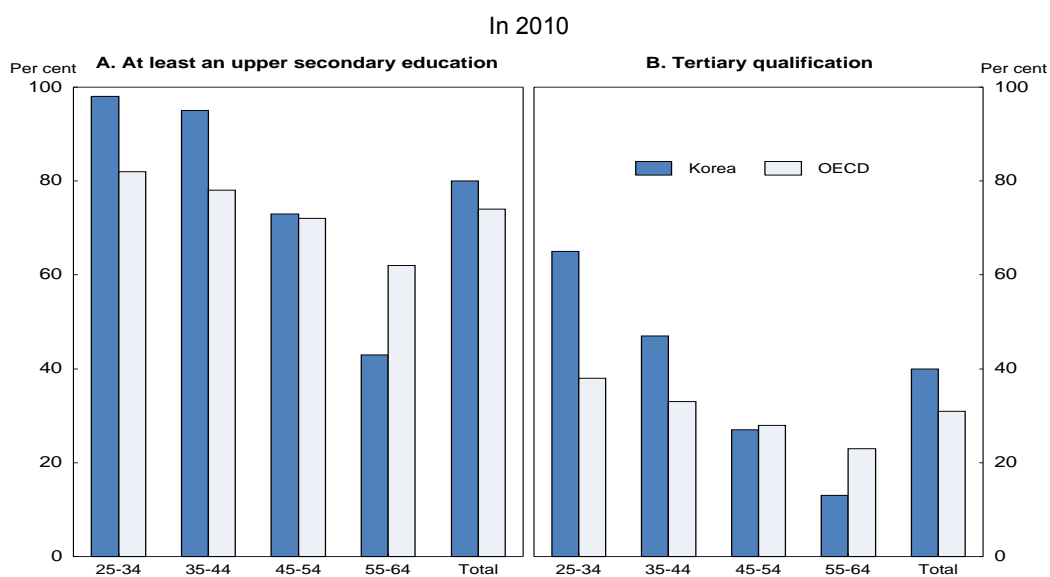 In 2010
Per cent A. At least an upper secondary education B. Tertiary qualification Per cent
100 100
80 80
Korea OECD
60 60
40 40
20 20
0 0
25-34 35-44 45-54 55-64 Total 25-34 35-44 45-54 55-64 Total